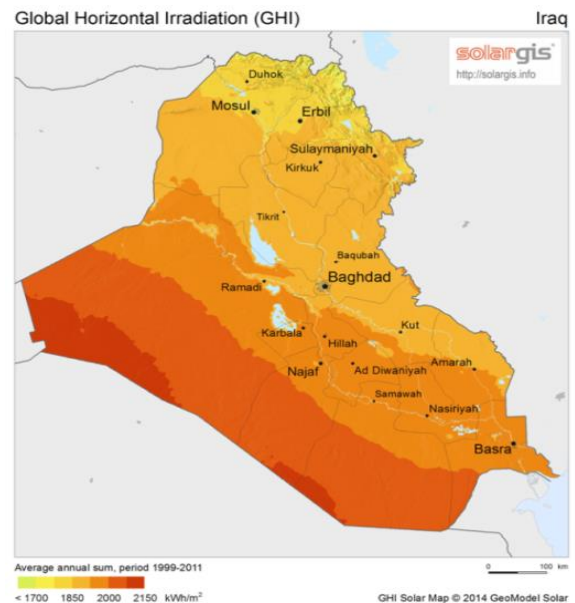 Global Horizontal Irradiation (GHI) Iraq
solargis
http://solargis.info
Duhok
Mosul
Erbil
Sulaymaniyah
Kirkuk
Tikrit
Baqubah
Baghdad
Ramadi
Karbala
Hillah
Kut
Najaf
Ad Diwaniyah
Amarah
Samawah
Nasiriyah
Basra
Average annual sum, period 1999-2011
0 100 km
< 1700 1850 2000 2150 kWh/m²
GHI Solar Map © 2014 GeoModel Solar